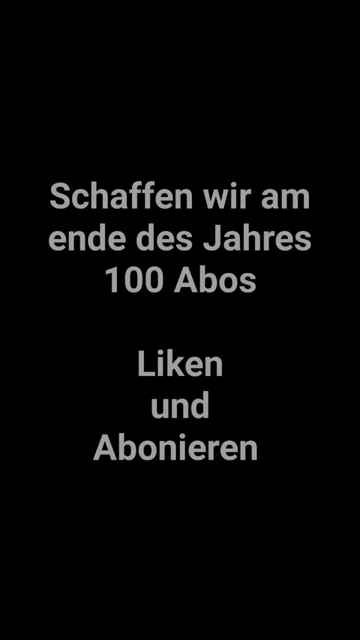 Schaffen wir am
ende des Jahres
100 Abos
Liken
und
Abonieren